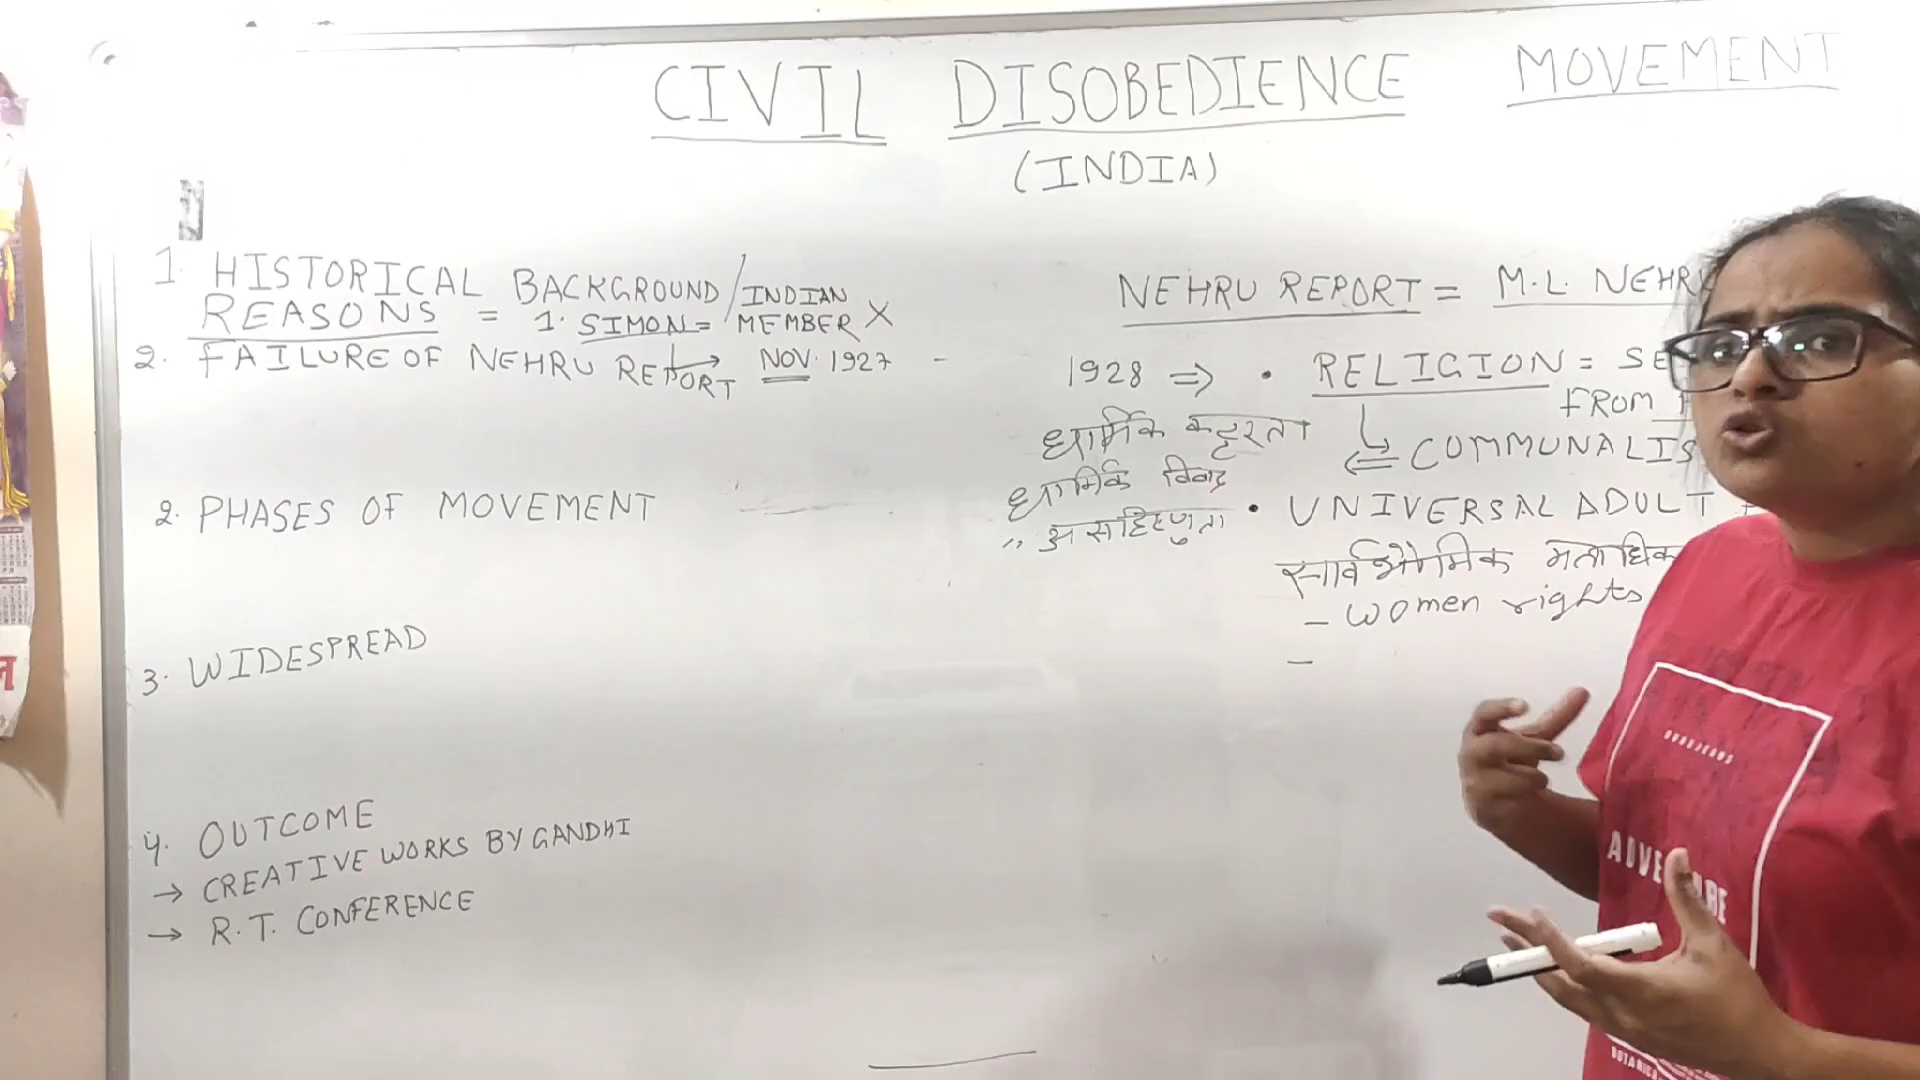 CIVIL DISOBEDIENCE MOVEMENT
(INDIA)
1. HISTORICAL BACKGROUND / INDIAN
REASONS = 1. SIMON = MEMBER X
2. FAILURE OF NEHRU REPORT → NOV. 1927 -
2. PHASES OF MOVEMENT
3. WIDESPREAD
4. OUTCOME
→ CREATIVE WORKS BY GANDHI
→ R.T. CONFERENCE
NEHRU REPORT = M.L. NEHRU
1928 ⇒ • RELIGION = SE
FROM
धार्मिक कट्टरता COMMUNALIS
धार्मिक विवाद
,, असहिष्णुता • UNIVERSAL ADULT
सार्वभौमिक मताधिक
- women rights
-
ADVE